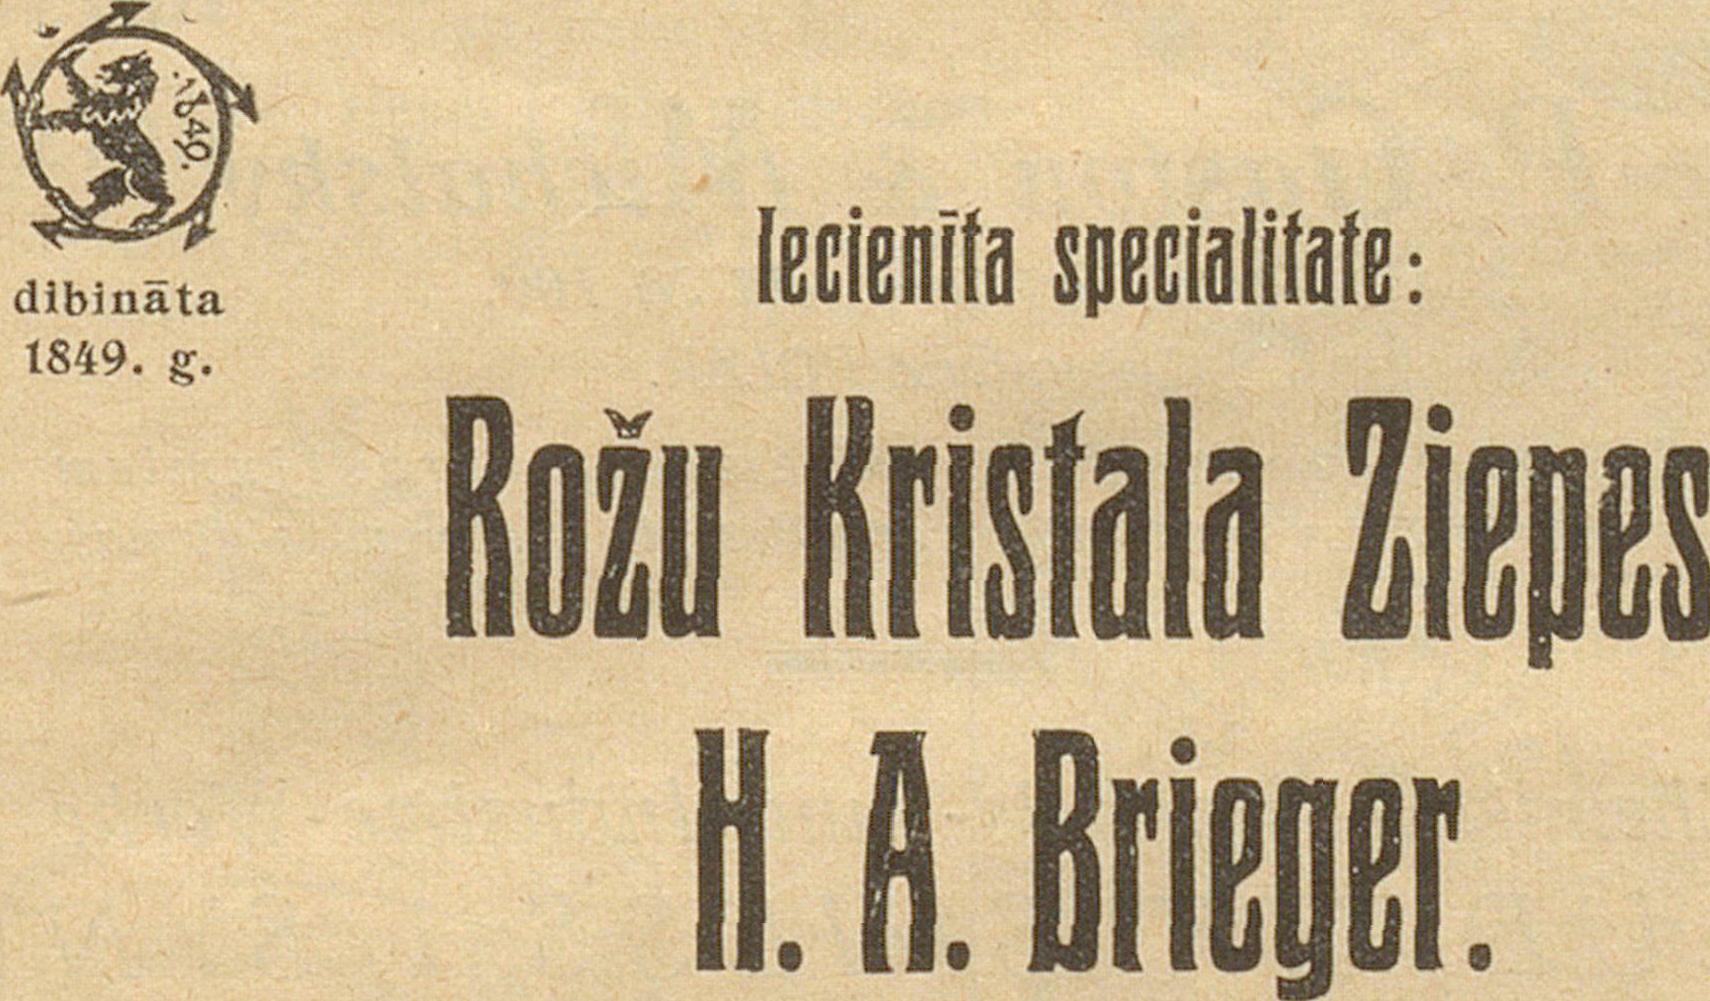 .1849.
dibināta
1849. g.
Iecienīta specialitate:
Rožu Kristala Ziepes
H. A. Brieger.